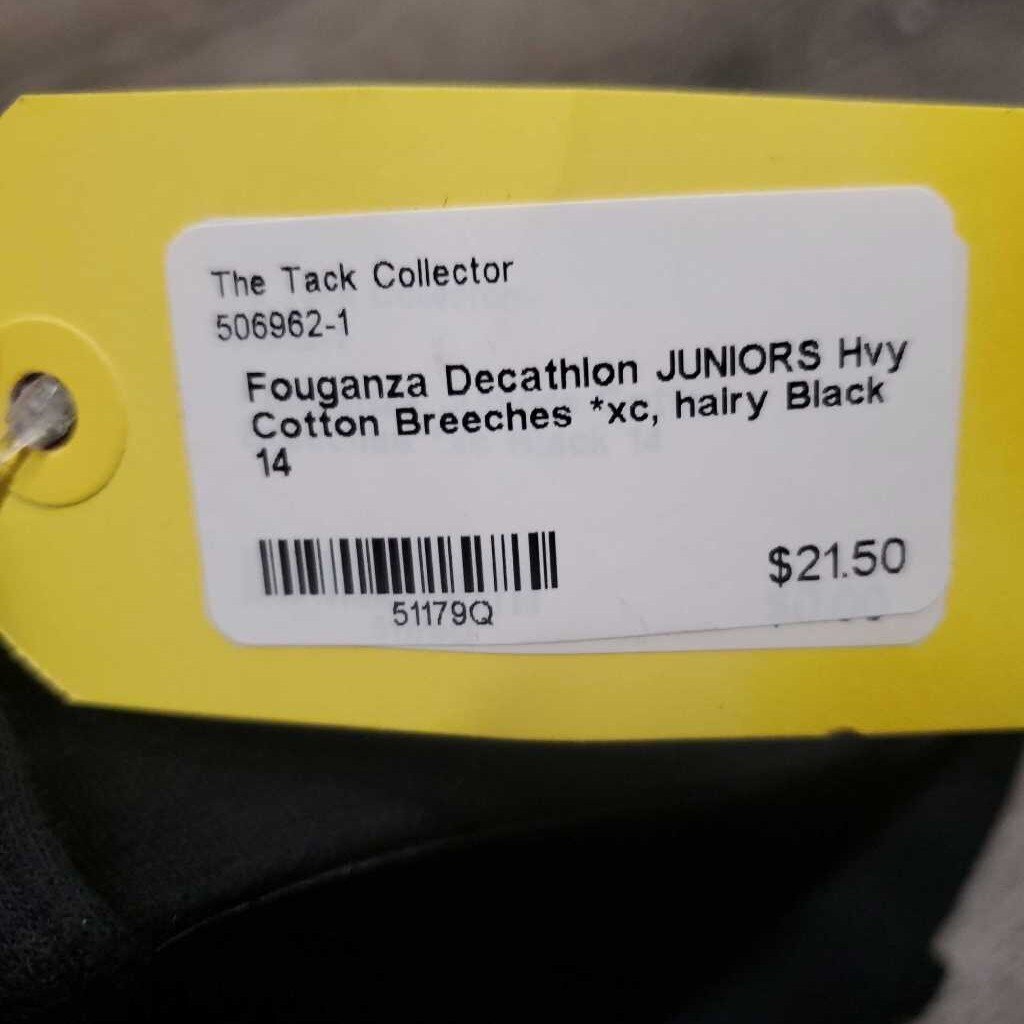 The Tack Collector
506962-1
Fouganza Decathlon JUNIORS Hvy
Cotton Breeches *xc, hairy Black
14
51179Q
$21.50